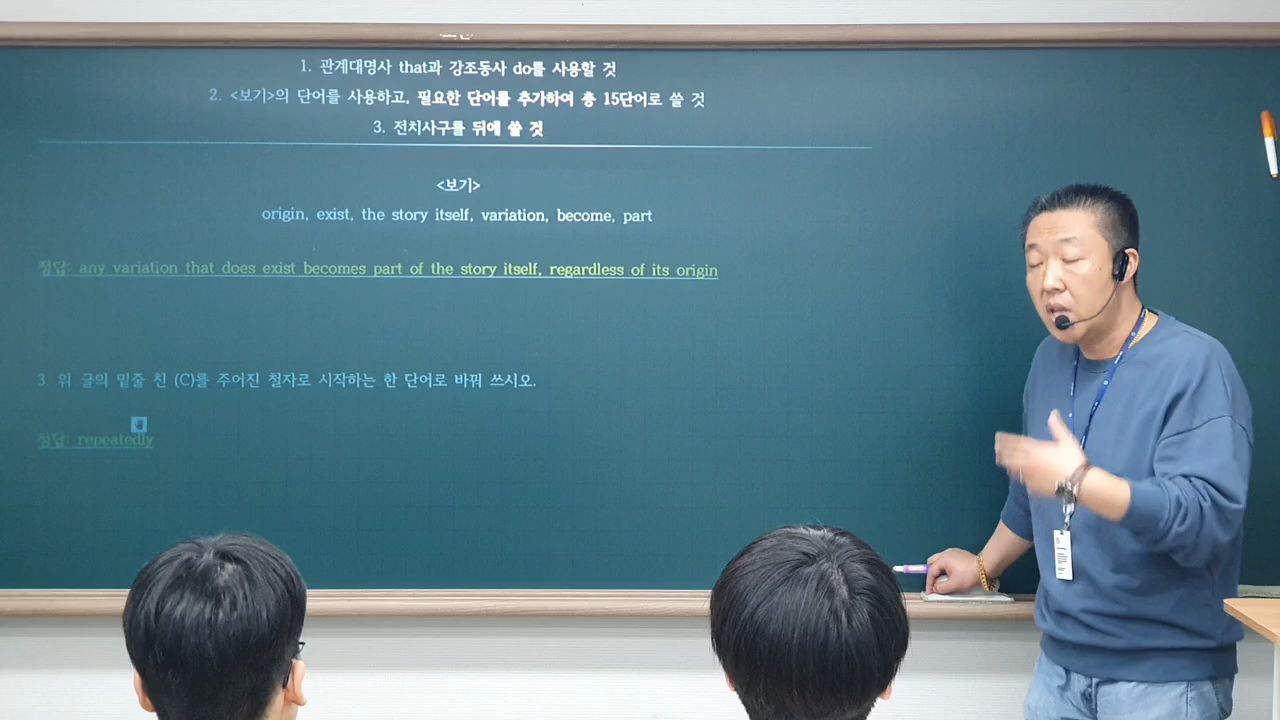 1. 관계대명사 that과 강조동사 do를 사용할 것
2. <보기>의 단어를 사용하고, 필요한 단어를 추가하여 총 15단어로 쓸 것
3. 전치사구를 뒤에 쓸 것
<보기>
origin, exist, the story itself, variation, become, part
정답: any variation that does exist becomes part of the story itself, regardless of its origin
3. 위 글의 밑줄 친 (C)를 주어진 철자로 시작하는 한 단어로 바꿔 쓰시오.
정답: repeatedly